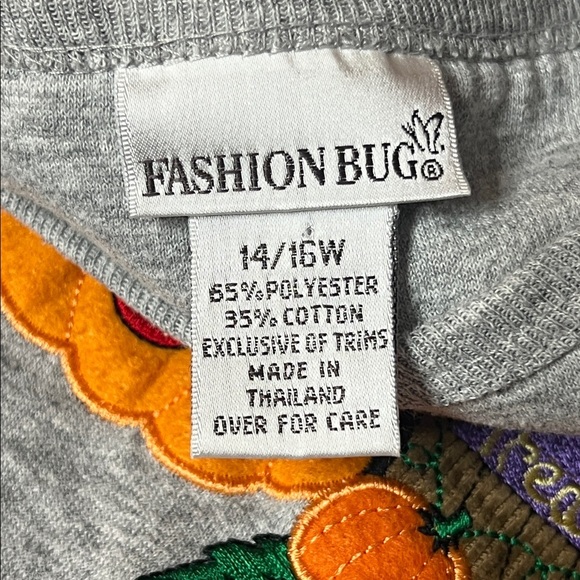 FASHION BUG®
14/16W
65% POLYESTER
35% COTTON
EXCLUSIVE OF TRIMS
MADE IN
THAILAND
OVER FOR CARE